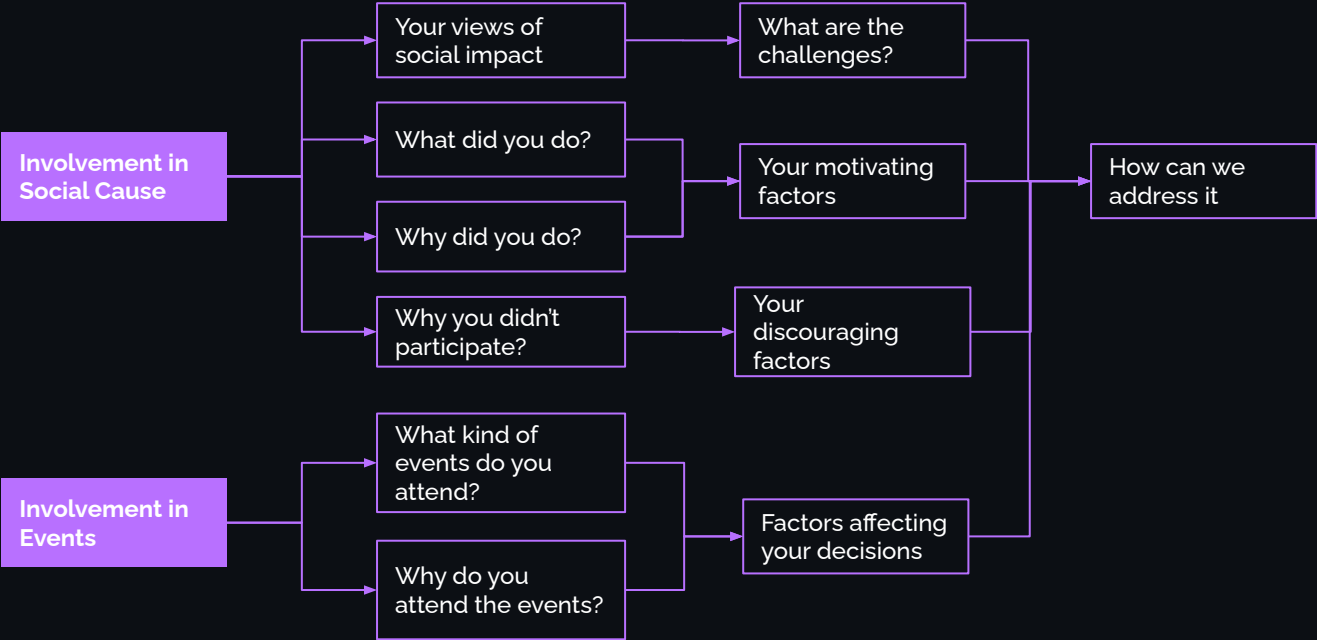 Your views of
social impact
What are the
challenges?
What did you do?
Involvement in
Social Cause
Your motivating
factors
How can we
address it
Why did you do?
Why you didn’t
participate?
Your
discouraging
factors
What kind of
events do you
attend?
Involvement in
Events
Factors affecting
your decisions
Why do you
attend the events?